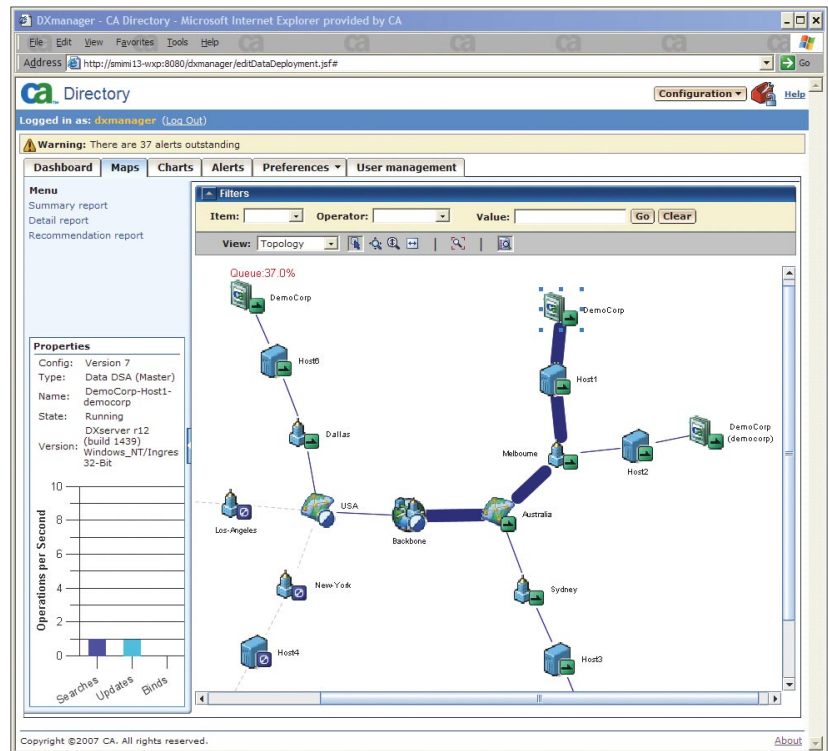 DXmanager - CA Directory - Microsoft Internet Explorer provided by CA
File Edit View Favorites Tools Help
Address http://smimi13-wxp:8080/dxmanager/editDataDeployment.jsf# Go
ca Directory
Configuration Help
Logged in as: dxmanager (Log Out)
Warning: There are 37 alerts outstanding
Dashboard Maps Charts Alerts Preferences User management
Menu
Summary report
Detail report
Recommendation report
Filters
Item: Operator: Value: Go Clear
View: Topology
Queue:37.0%
DemoCorp
Host6
Dallas
USA
Los-Angeles
New-York
Host4
Backbone
Australia
Melbourne
Host1
DemoCorp
Host2
DemoCorp
(democorp)
Sydney
Host3
Properties
Config: Version 7
Type: Data DSA (Master)
Name: DemoCorp-Host1-
democorp
State: Running
Version: DXserver r12
(build 1439)
Windows_NT/Ingres
32-Bit
Operations per Second
10
8
6
4
2
0
Searches
Updates
Binds
Copyright ©2007 CA. All rights reserved.
About